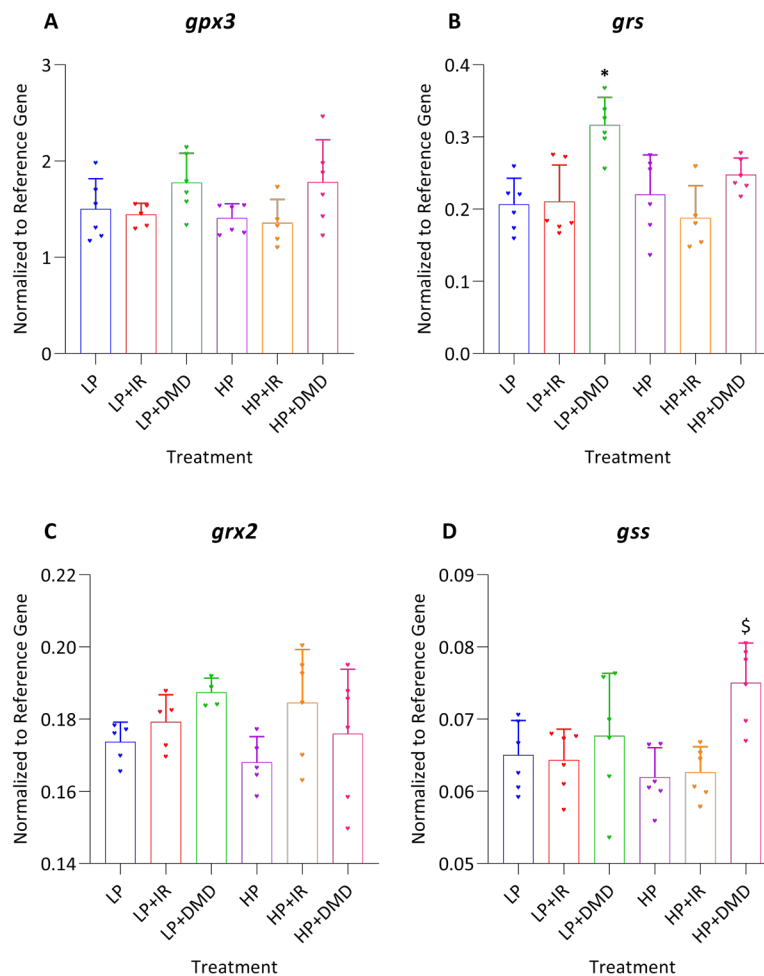 A
gpx3
Normalized to Reference Gene
3
2
1
0
LP
LP+IR
LP+DMD
HP
HP+IR
HP+DMD
Treatment
B
grs
Normalized to Reference Gene
0.4
0.3
0.2
0.1
0.0
*
LP
LP+IR
LP+DMD
HP
HP+IR
HP+DMD
Treatment
C
grx2
Normalized to Reference Gene
0.22
0.20
0.18
0.16
0.14
LP
LP+IR
LP+DMD
HP
HP+IR
HP+DMD
Treatment
D
gss
Normalized to Reference Gene
0.09
0.08
0.07
0.06
0.05
$
LP
LP+IR
LP+DMD
HP
HP+IR
HP+DMD
Treatment